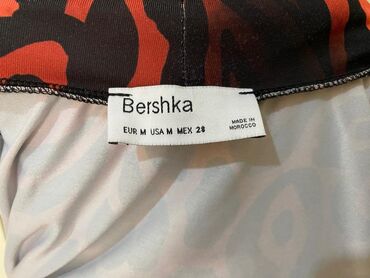 Bershka
EUR M USA M MEX 28
MADE IN
MOROCCO